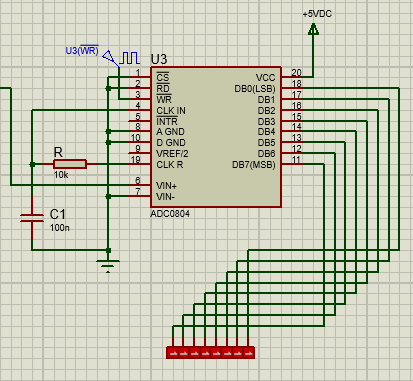 +5VDC
U3(WR)
U3
1 CS VCC 20
2 RD DB0(LSB) 18
3 WR DB1 17
4 CLK IN DB2 16
5 INTR DB3 15
8 A GND DB4 14
10 D GND DB5 13
9 VREF/2 DB6 12
19 CLK R DB7(MSB) 11
6 VIN+
7 VIN-
ADC0804
R
10k
C1
100n